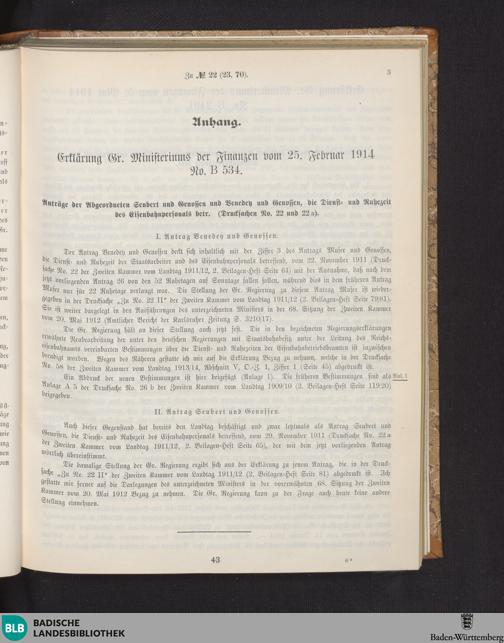 Zu № 22 (23, 70). 3
Anhang.
Erklärung Gr. Ministeriums der Finanzen vom 25. Februar 1914
No. B 534.
Anträge der Abgeordneten Seubert und Genossen und Venedey und Genossen, die Dienst- und Ruhezeit
des Eisenbahnpersonals betr. (Drucksachen No. 22 und 22 a).
I. Antrag Venedey und Genossen.
Der Antrag Venedey und Genossen deckt sich inhaltlich mit der Ziffer 3 des Antrags Muser und Genossen,
die Dienst- und Ruhezeit der Staatsarbeiter und des Eisenbahnpersonals betreffend, vom 22. November 1911 (Druck-
sache No. 22 der Zweiten Kammer vom Landtag 1911/12, 2. Beilagen-Heft Seite 64) mit der Ausnahme, daß nach dem
jetzt vorliegenden Antrag 26 von den 52 Ruhetagen auf Sonntage fallen sollen, während dies in dem früheren Antrag
Muser nur für 22 Ruhetage verlangt war. Die Stellung der Gr. Regierung zu diesem Antrag Muser ist wieder-
gegeben in der Drucksache „Zu No. 22 II“ der Zweiten Kammer vom Landtag 1911/12 (2. Beilagen-Heft Seite 79/81).
Sie ist weiter dargelegt in den Ausführungen des unterzeichneten Ministers in der 68. Sitzung der Zweiten Kammer
vom 20. Mai 1912 (Amtlicher Bericht der Karlsruher Zeitung S. 3210/17).
Die Gr. Regierung hält an dieser Stellung auch jetzt fest. Die in den bezeichneten Regierungserklärungen
erwähnte Neubearbeitung der unter den deutschen Regierungen mit Staatsbahnbesitz unter der Leitung des Reichs-
eisenbahnamts vereinbarten Bestimmungen über die Dienst- und Ruhezeiten der Eisenbahnbetriebsbeamten ist inzwischen
beendigt worden. Wegen des Näheren gestatte ich mir auf die Erklärung Bezug zu nehmen, welche in der Drucksache
No. 58 der Zweiten Kammer vom Landtag 1913/14, Abschnitt V, O.-Z. 1, Ziffer 1 (Seite 45) abgedruckt ist.
Ein Abdruck der neuen Bestimmungen ist hier beigefügt (Anlage 1). Die früheren Bestimmungen sind als Anl. 1
Anlage A 5 der Drucksache No. 26 b der Zweiten Kammer vom Landtag 1909/10 (2. Beilagen-Heft Seite 119/20)
beigegeben.
II. Antrag Seubert und Genossen.
Auch dieser Gegenstand hat bereits den Landtag beschäftigt und zwar letztmals als Antrag Seubert und
Genossen, die Dienst- und Ruhezeit des Eisenbahnpersonals betreffend, vom 29. November 1911 (Drucksache No. 22 a
der Zweiten Kammer vom Landtag 1911/12, 2. Beilagen-Heft Seite 65), der mit dem jetzt vorliegenden Antrag
wörtlich übereinstimmt.
Die damalige Stellung der Gr. Regierung ergibt sich aus der Erklärung zu jenem Antrag, die in der Druck-
sache „Zu No. 22 II“ der Zweiten Kammer vom Landtag 1911/12 (2. Beilagen-Heft Seite 81) abgedruckt ist. Ich
gestatte mir ferner auf die Darlegungen des unterzeichneten Ministers in der vorerwähnten 68. Sitzung der Zweiten
Kammer vom 20. Mai 1912 Bezug zu nehmen. Die Gr. Regierung kann zu der Frage auch heute keine andere
Stellung einnehmen.
43 6*
BLB BADISCHE
LANDESBIBLIOTHEK
Baden-Württemberg